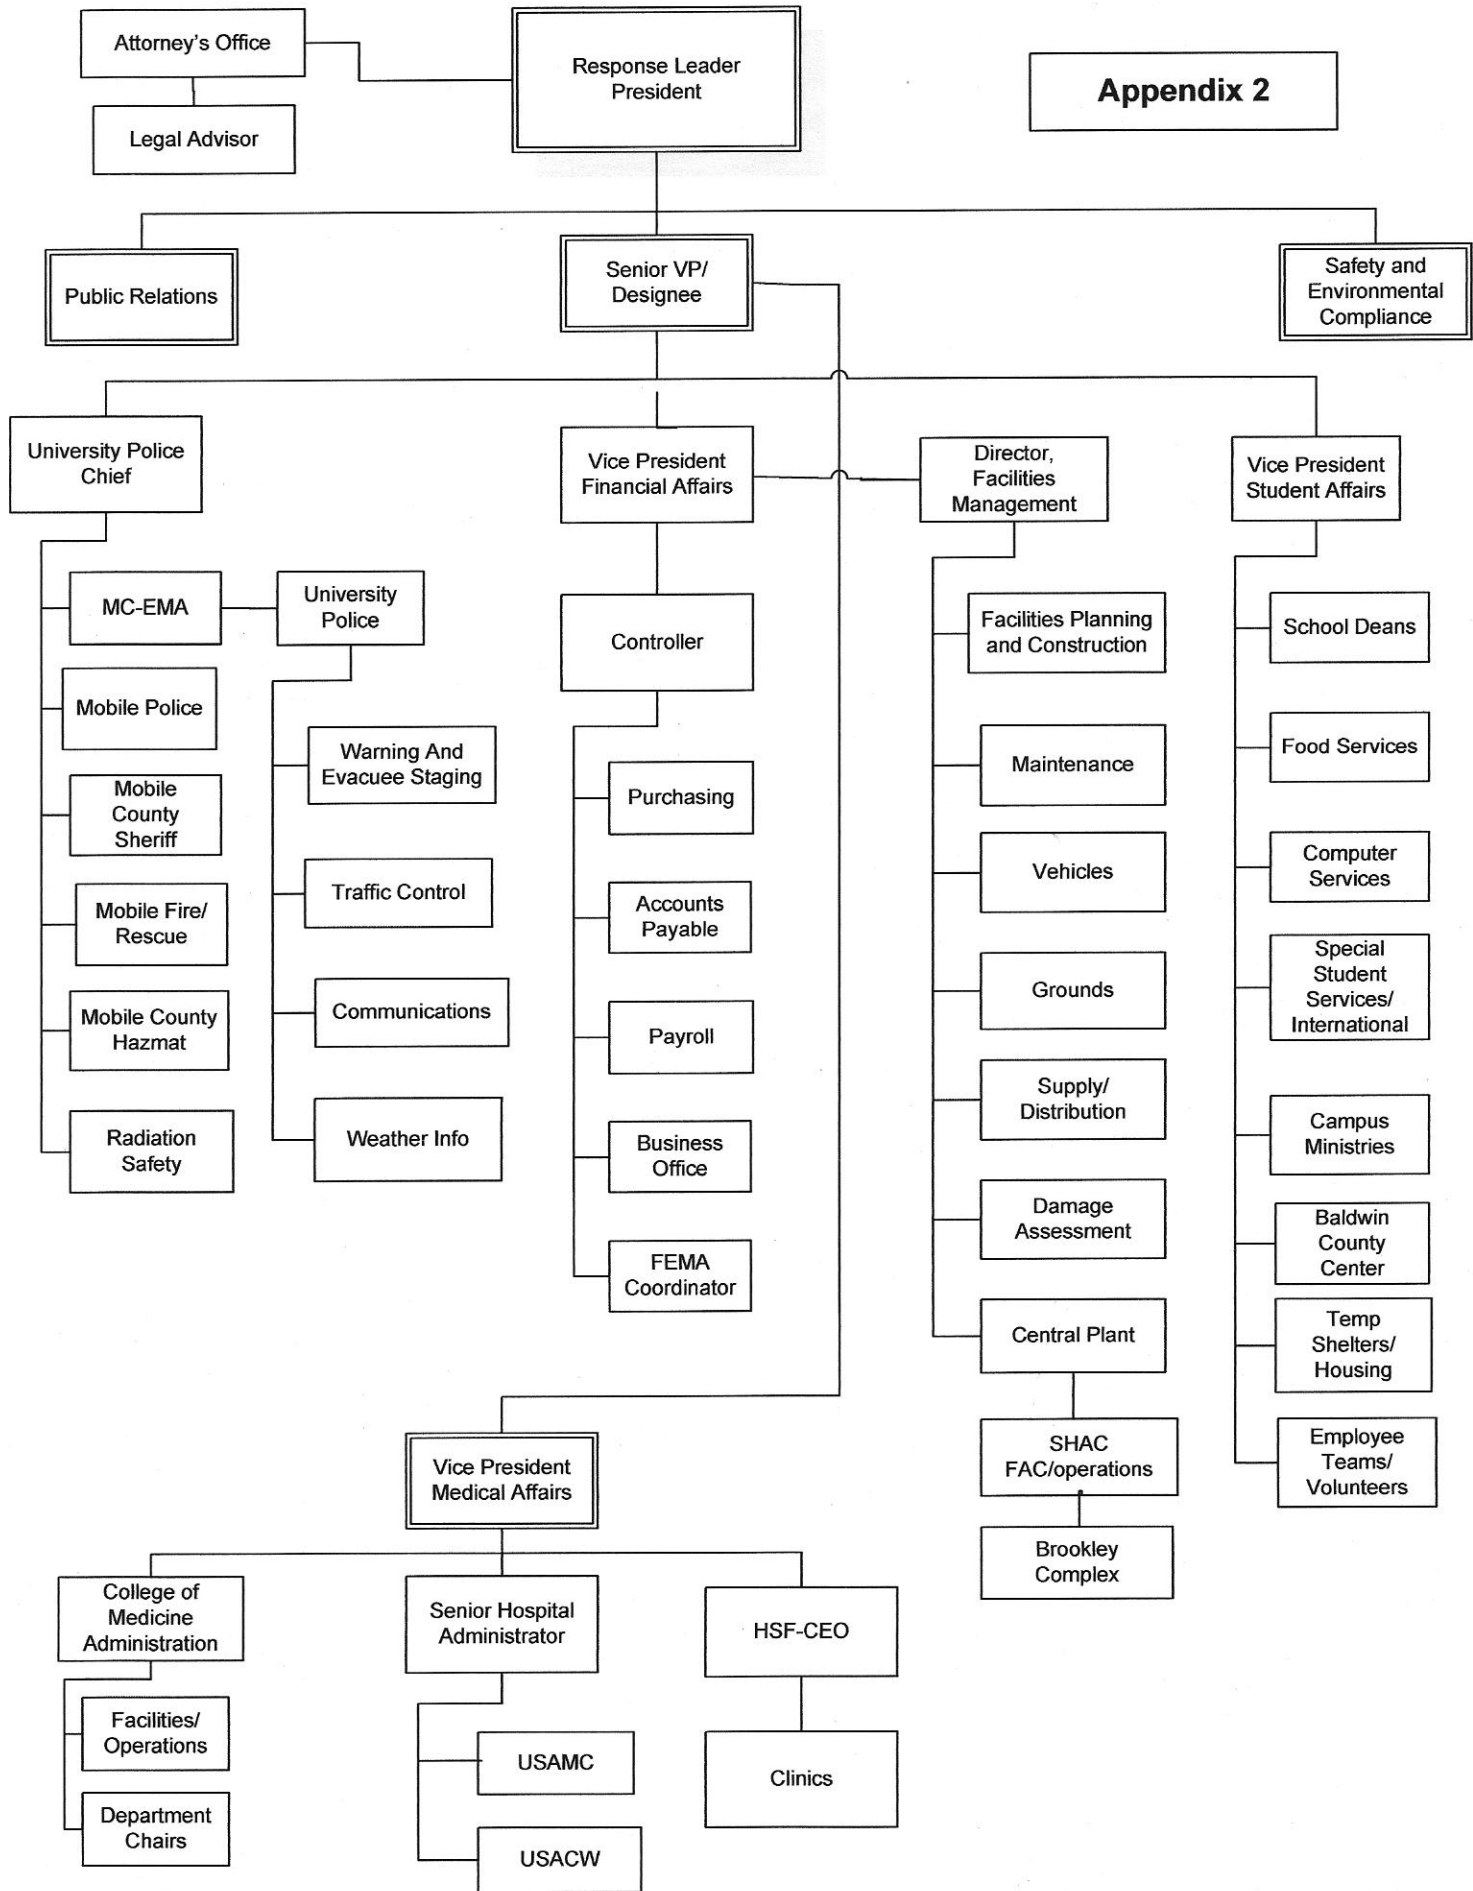 Attorney's Office
Response Leader
President
Appendix 2
Legal Advisor
Public Relations
Senior VP/
Designee
Safety and
Environmental
Compliance
University Police
Chief
Vice President
Financial Affairs
Director,
Facilities
Management
Vice President
Student Affairs
MC-EMA
University
Police
Mobile Police
Mobile
County
Sheriff
Mobile Fire/
Rescue
Mobile County
Hazmat
Radiation
Safety
Warning And
Evacuee Staging
Traffic Control
Communications
Weather Info
Controller
Purchasing
Accounts
Payable
Payroll
Business
Office
FEMA
Coordinator
Facilities Planning
and Construction
Maintenance
Vehicles
Grounds
Supply/
Distribution
Damage
Assessment
Central Plant
SHAC
FAC/operations
Brookley
Complex
School Deans
Food Services
Computer
Services
Special
Student
Services/
International
Campus
Ministries
Baldwin
County
Center
Temp
Shelters/
Housing
Employee
Teams/
Volunteers
Vice President
Medical Affairs
College of
Medicine
Administration
Facilities/
Operations
Department
Chairs
Senior Hospital
Administrator
USAMC
USACW
HSF-CEO
Clinics